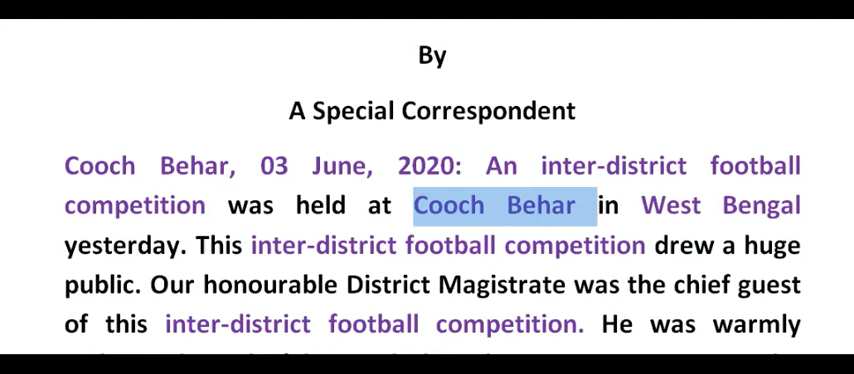 By
A Special Correspondent
Cooch Behar, 03 June, 2020: An inter-district football
competition was held at Cooch Behar in West Bengal
yesterday. This inter-district football competition drew a huge
public. Our honourable District Magistrate was the chief guest
of this inter-district football competition. He was warmly